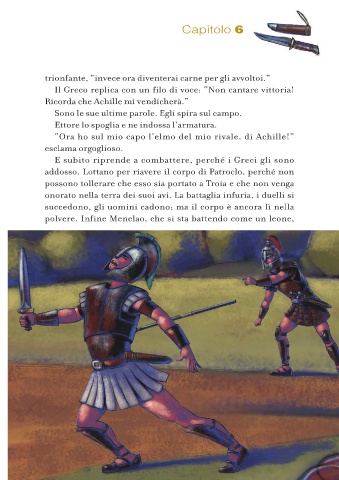 Capitolo 6
trionfante, "invece ora diventerai carne per gli avvoltoi."
Il Greco replica con un filo di voce: "Non cantare vittoria!
Ricorda che Achille mi vendicherà."
Sono le sue ultime parole. Egli spira sul campo.
Ettore lo spoglia e ne indossa l'armatura.
"Ora ho sul mio capo l'elmo del mio rivale, di Achille!"
esclama orgoglioso.
E subito riprende a combattere, perché i Greci gli sono
addosso. Lottano per riavere il corpo di Patroclo, perché non
possono tollerare che esso sia portato a Troia e che non venga
onorato nella terra dei suoi avi. La battaglia infuria, i duelli si
succedono, gli uomini cadono; ma il corpo è ancora lì nella
polvere. Infine Menelao, che si sta battendo come un leone,